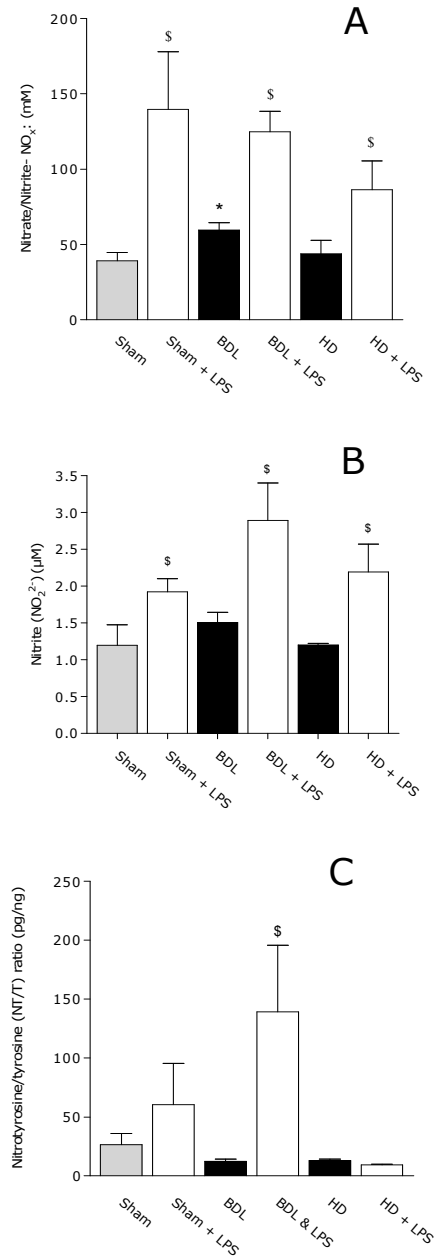 A
Nitrate/Nitrite- NOx: (mM)
200
150
100
50
0
$
*
$
$
Sham
Sham + LPS
BDL
BDL + LPS
HD
HD + LPS
B
Nitrite (NO₂²⁻) (µM)
3.5
3.0
2.5
2.0
1.5
1.0
0.5
0.0
$
$
$
Sham
Sham + LPS
BDL
BDL + LPS
HD
HD + LPS
C
Nitrotyrosine/tyrosine (NT/T) ratio (pg/ng)
250
200
150
100
50
0
$
Sham
Sham + LPS
BDL
BDL & LPS
HD
HD + LPS